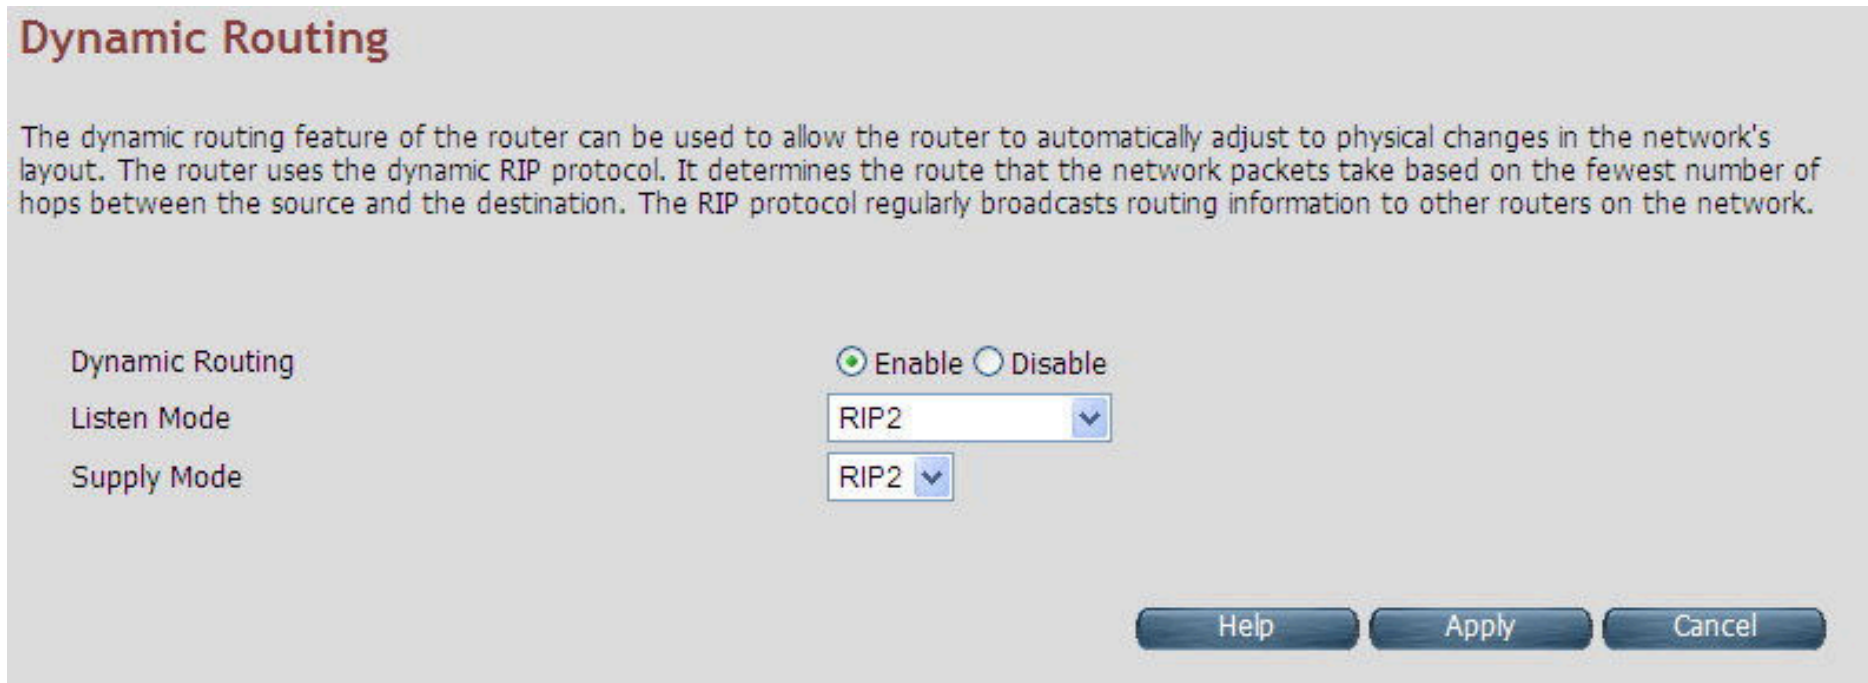 Dynamic Routing
The dynamic routing feature of the router can be used to allow the router to automatically adjust to physical changes in the network's
layout. The router uses the dynamic RIP protocol. It determines the route that the network packets take based on the fewest number of
hops between the source and the destination. The RIP protocol regularly broadcasts routing information to other routers on the network.
Dynamic Routing Enable Disable
Listen Mode RIP2
Supply Mode RIP2
Help Apply Cancel